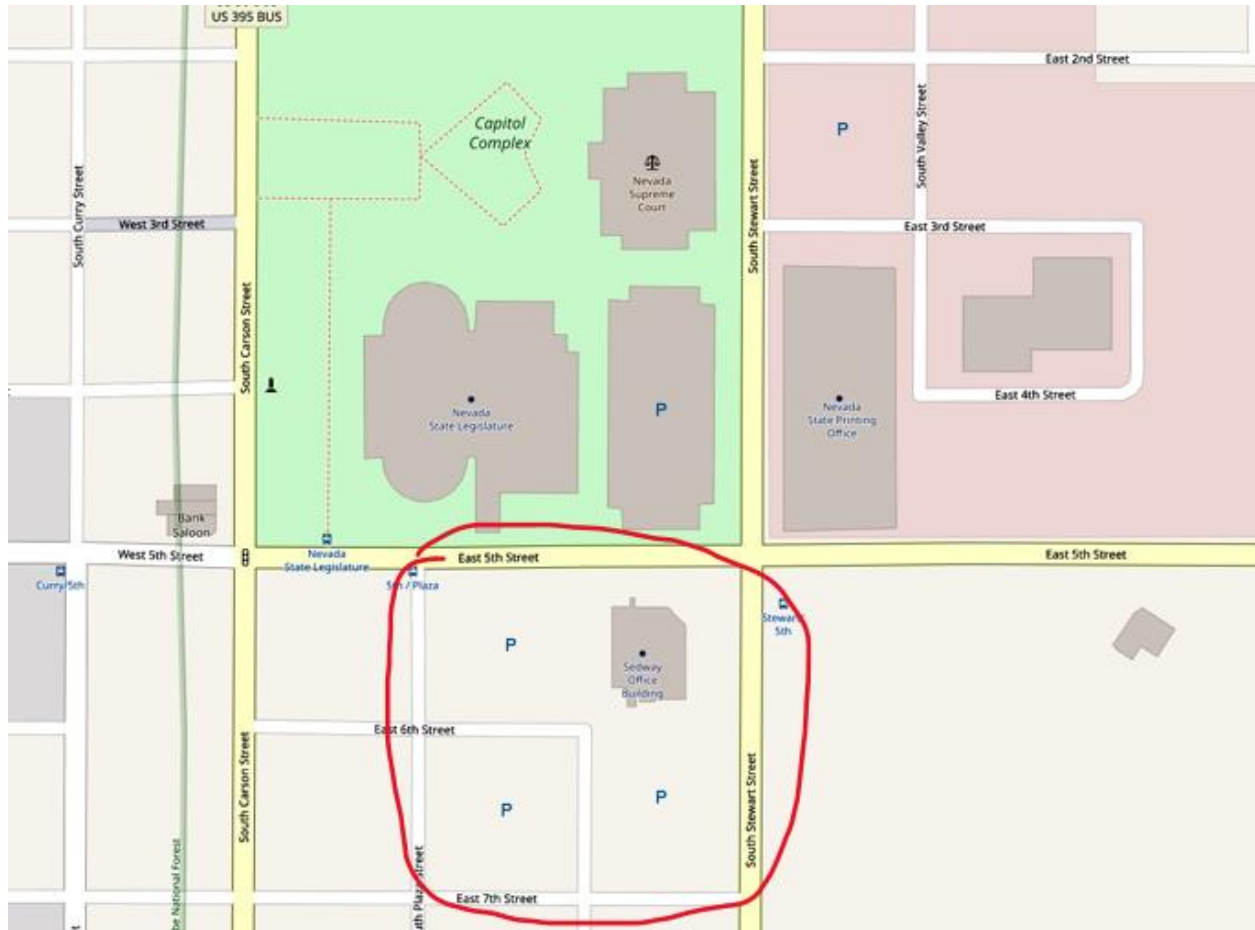 US 395 BUS
East 2nd Street
P
South Valley Street
Capitol
Complex
Nevada
Supreme
Court
South Stewart Street
South Curry Street
West 3rd Street
East 3rd Street
South Carson Street
Nevada
State Legislature
P
Nevada
State Printing
Office
East 4th Street
Bank
Saloon
West 5th Street
Nevada
State Legislature
East 5th Street
East 5th Street
Curry/5th
5th / Plaza
Stewart
5th
P
Sedway
Office
Building
East 6th Street
South Carson Street
P
P
South Stewart Street
be National Forest
uth Plaza Street
East 7th Street